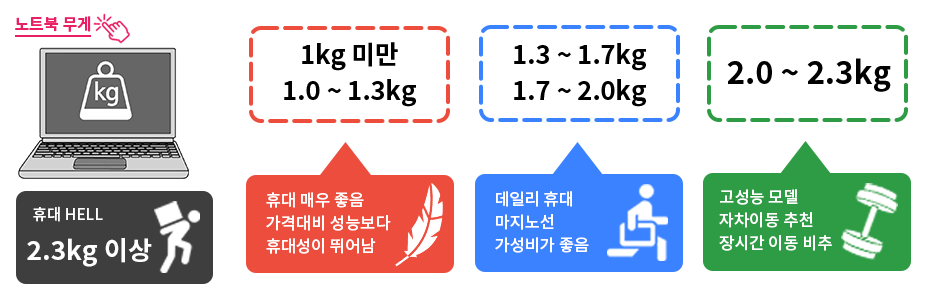 노트북 무게
kg
휴대 HELL
2.3kg 이상
1kg 미만
1.0 ~ 1.3kg
휴대 매우 좋음
가격대비 성능보다
휴대성이 뛰어남
1.3 ~ 1.7kg
1.7 ~ 2.0kg
데일리 휴대
마지노선
가성비가 좋음
2.0 ~ 2.3kg
고성능 모델
자차이동 추천
장시간 이동 비추